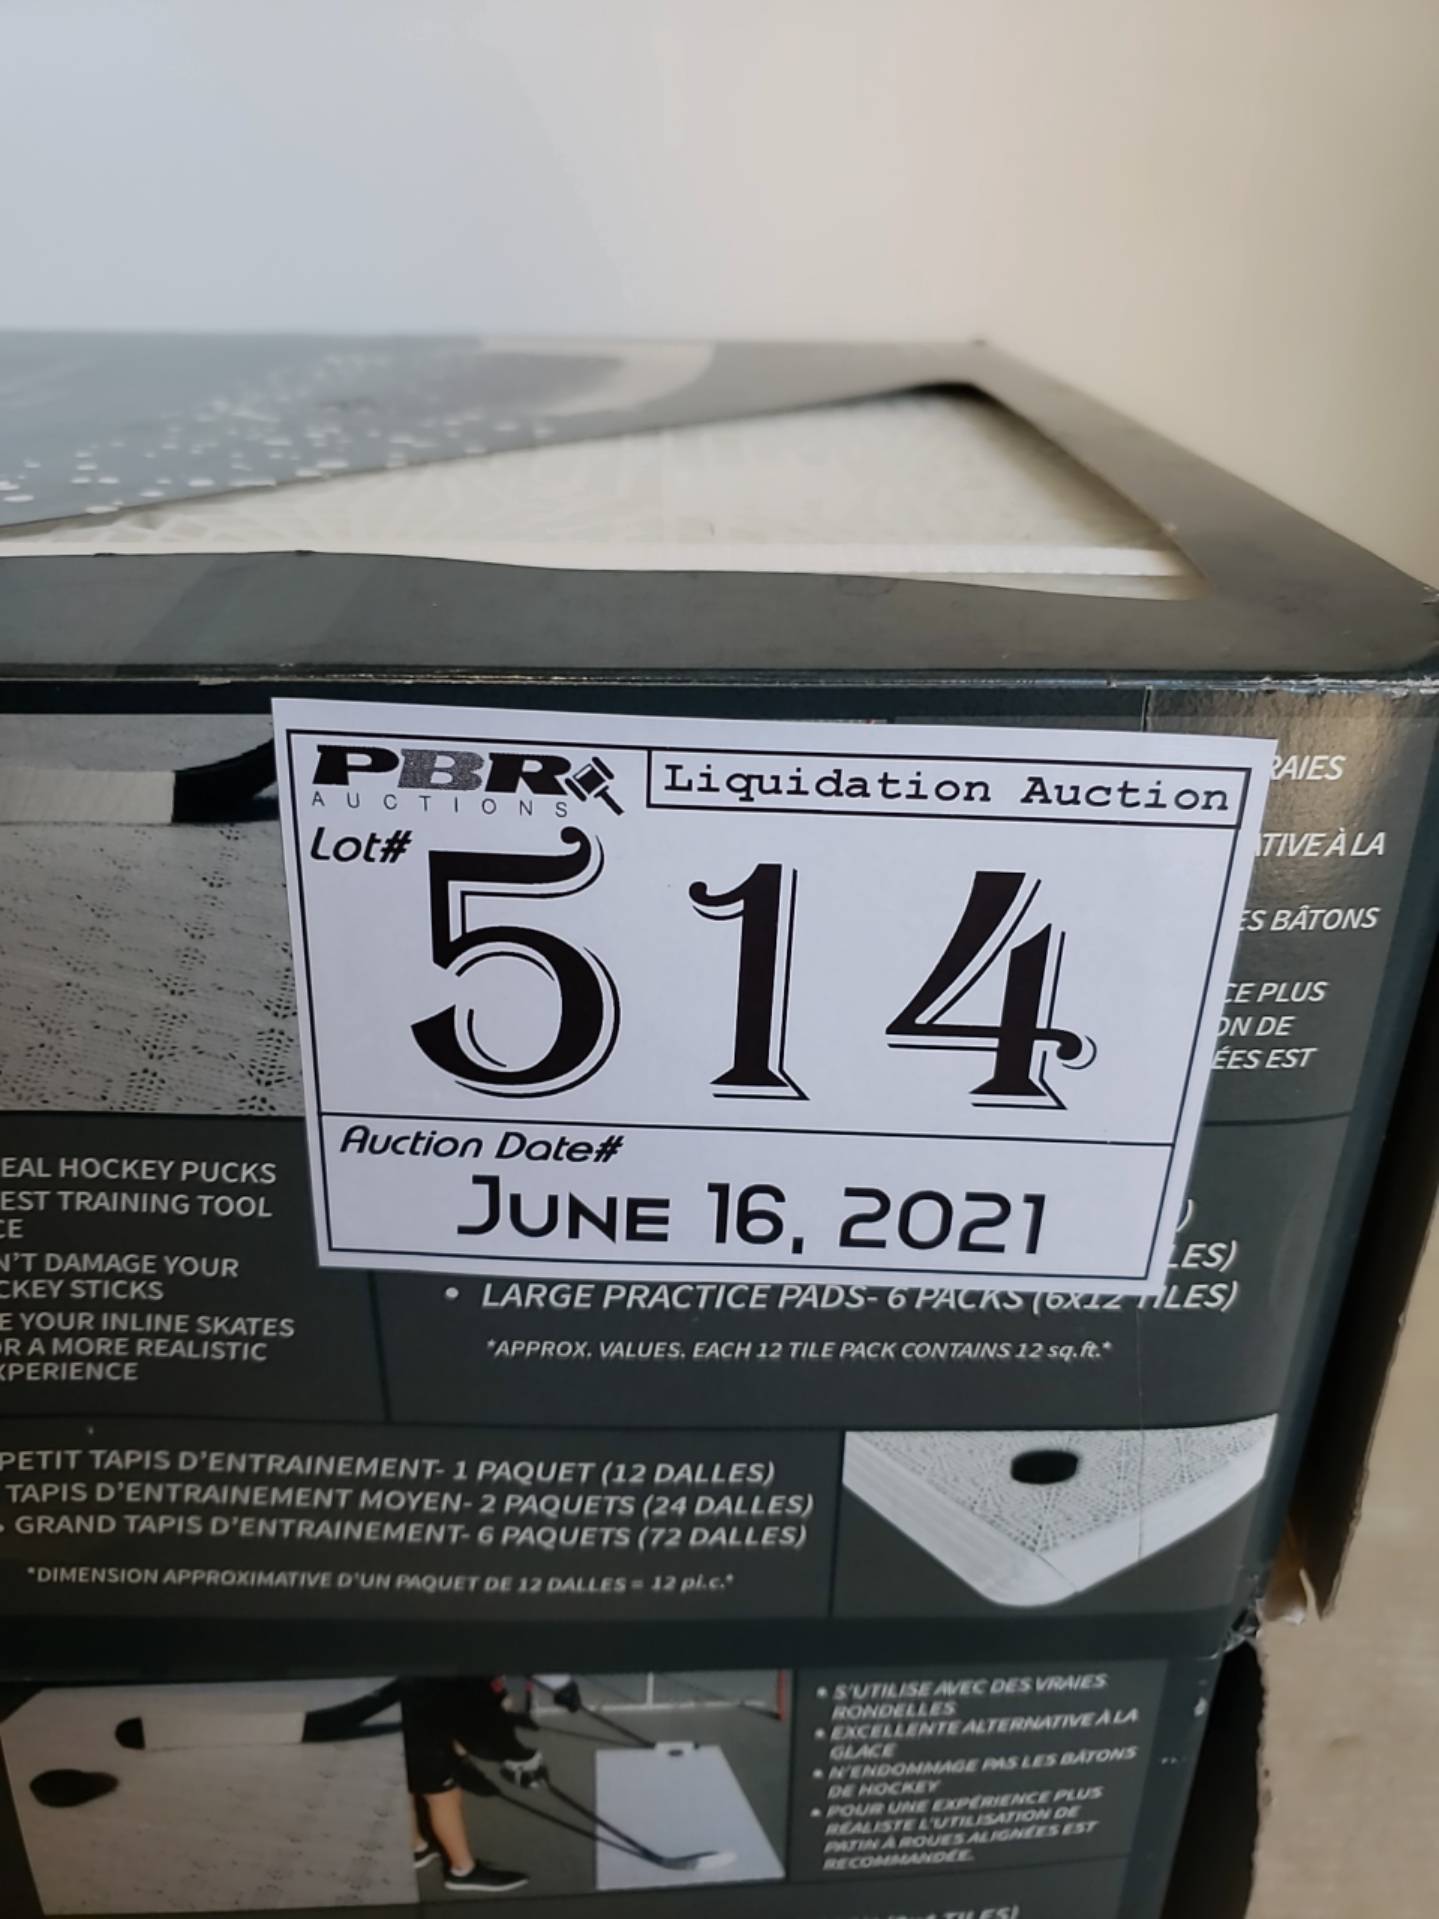 PBR
AUCTIONS
Liquidation Auction
Lot#
514
Auction Date#
JUNE 16, 2021
RAIES
TIVE À LA
ES BÂTONS
CE PLUS
ON DE
ÉES EST
EAL HOCKEY PUCKS
EST TRAINING TOOL
CE
N'T DAMAGE YOUR
CKEY STICKS
E YOUR INLINE SKATES
OR A MORE REALISTIC
XPERIENCE
)
LES)
• LARGE PRACTICE PADS- 6 PACKS (6X12 TILES)
*APPROX. VALUES. EACH 12 TILE PACK CONTAINS 12 sq.ft.*
PETIT TAPIS D'ENTRAINEMENT- 1 PAQUET (12 DALLES)
TAPIS D'ENTRAINEMENT MOYEN- 2 PAQUETS (24 DALLES)
• GRAND TAPIS D'ENTRAINEMENT- 6 PAQUETS (72 DALLES)
*DIMENSION APPROXIMATIVE D'UN PAQUET DE 12 DALLES = 12 pi.c.*
• S'UTILISE AVEC DES VRAIES
RONDELLES
• EXCELLENTE ALTERNATIVE À LA
GLACE
• N'ENDOMMAGE PAS LES BÂTONS
DE HOCKEY
• POUR UNE EXPÉRIENCE PLUS
RÉALISTE L'UTILISATION DE
PATIN À ROUES ALIGNÉES EST
RECOMMANDÉE.
TILES)